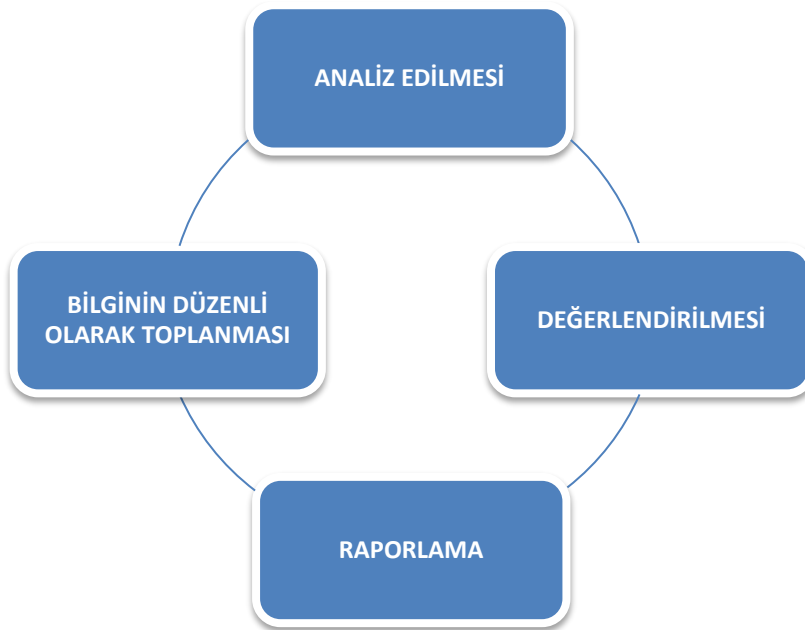 ANALİZ EDİLMESİ
BİLGİNİN DÜZENLİ
OLARAK TOPLANMASI
DEĞERLENDİRİLMESİ
RAPORLAMA